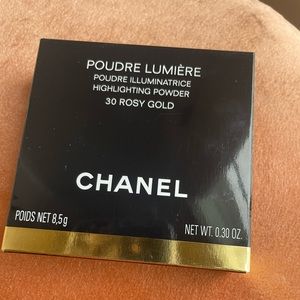 POUDRE LUMIÈRE
POUDRE ILLUMINATRICE
HIGHLIGHTING POWDER
30 ROSY GOLD
CHANEL
POIDS NET 8,5g
NET WT. 0.30 OZ.